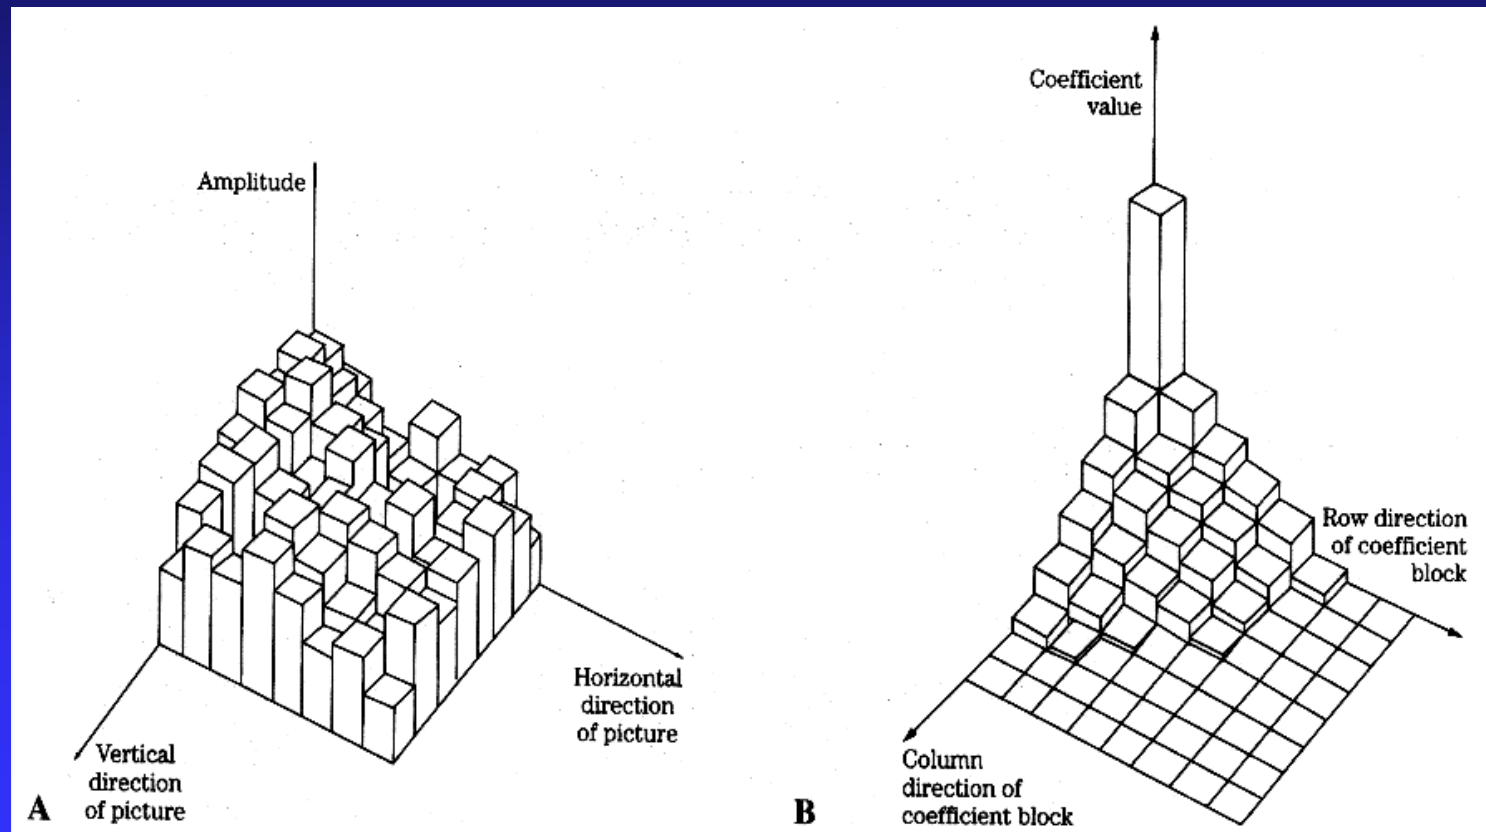 Amplitude
Vertical
direction
of picture
Horizontal
direction
of picture
A
Coefficient
value
Row direction
of coefficient
block
Column
direction of
coefficient block
B